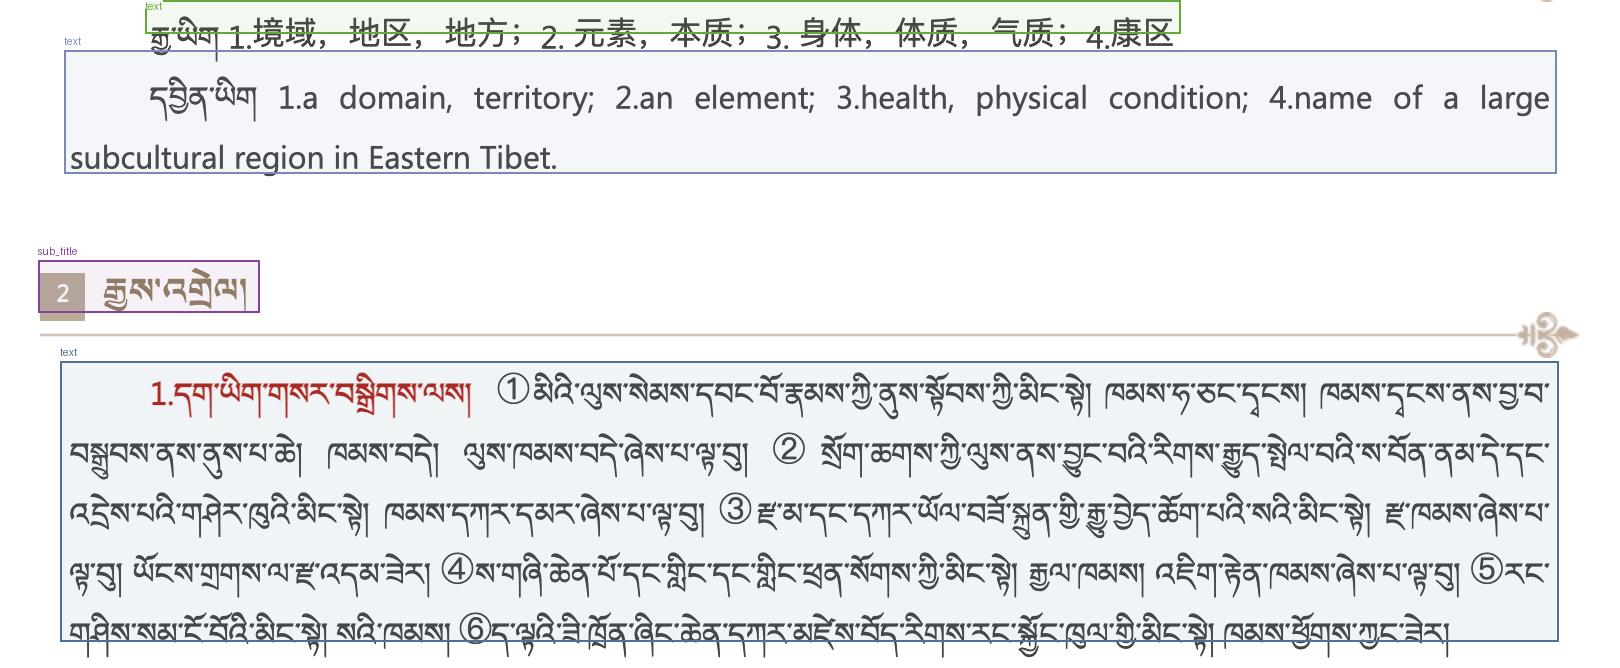 text
རྒྱ་ཡིག 1.境域，地区，地方；2. 元素，本质；3. 身体，体质，气质；4.康区
text
དབྱིན་ཡིག 1.a domain, territory; 2.an element; 3.health, physical condition; 4.name of a large
subcultural region in Eastern Tibet.
sub_title
2 རྒྱས་འགྲེལ།
text
1.དག་ཡིག་གསར་བསྒྲིགས་ལས། ①མིའི་ལུས་སེམས་དབང་པོ་རྣམས་ཀྱི་ནུས་སྟོབས་ཀྱི་མིང་སྟེ། ཁམས་ཧ་ཅང་དྭངས། ཁམས་དྭངས་ནས་བྱ་བ་
བསྒྲུབས་ནས་ནུས་པ་ཆེ། ཁམས་བདེ། ལུས་ཁམས་བདེ་ཞེས་པ་ལྟ་བུ། ② སྲོག་ཆགས་ཀྱི་ལུས་ནས་བྱུང་བའི་རིགས་རྒྱུད་སྤེལ་བའི་ས་བོན་ནམ་དེ་དང་
འདྲེས་པའི་གཤེར་ཁུའི་མིང་སྟེ། ཁམས་དཀར་དམར་ཞེས་པ་ལྟ་བུ། ③རྫ་མ་དང་དཀར་ཡོལ་བཟོ་སྐྲུན་གྱི་རྒྱུ་བྱེད་ཆོག་པའི་སའི་མིང་སྟེ། རྫ་ཁམས་ཞེས་པ་
ལྟ་བུ། ཡོངས་གྲགས་ལ་རྫ་འདམ་ཟེར། ④ས་གཞི་ཆེན་པོ་དང་གླིང་དང་གླིང་ཕྲན་སོགས་ཀྱི་མིང་སྟེ། རྒྱལ་ཁམས། འཇིག་རྟེན་ཁམས་ཞེས་པ་ལྟ་བུ། ⑤རང་
གཤིས་སམ་ངོ་བོའི་མིང་སྟེ། སའི་ཁམས། ⑥ད་ལྟའི་ཟི་ཁྲོན་ཞིང་ཆེན་དཀར་མཛེས་བོད་རིགས་རང་སྐྱོང་ཁུལ་གྱི་མིང་སྟེ། ཁམས་ཕྱོགས་ཀྱང་ཟེར།